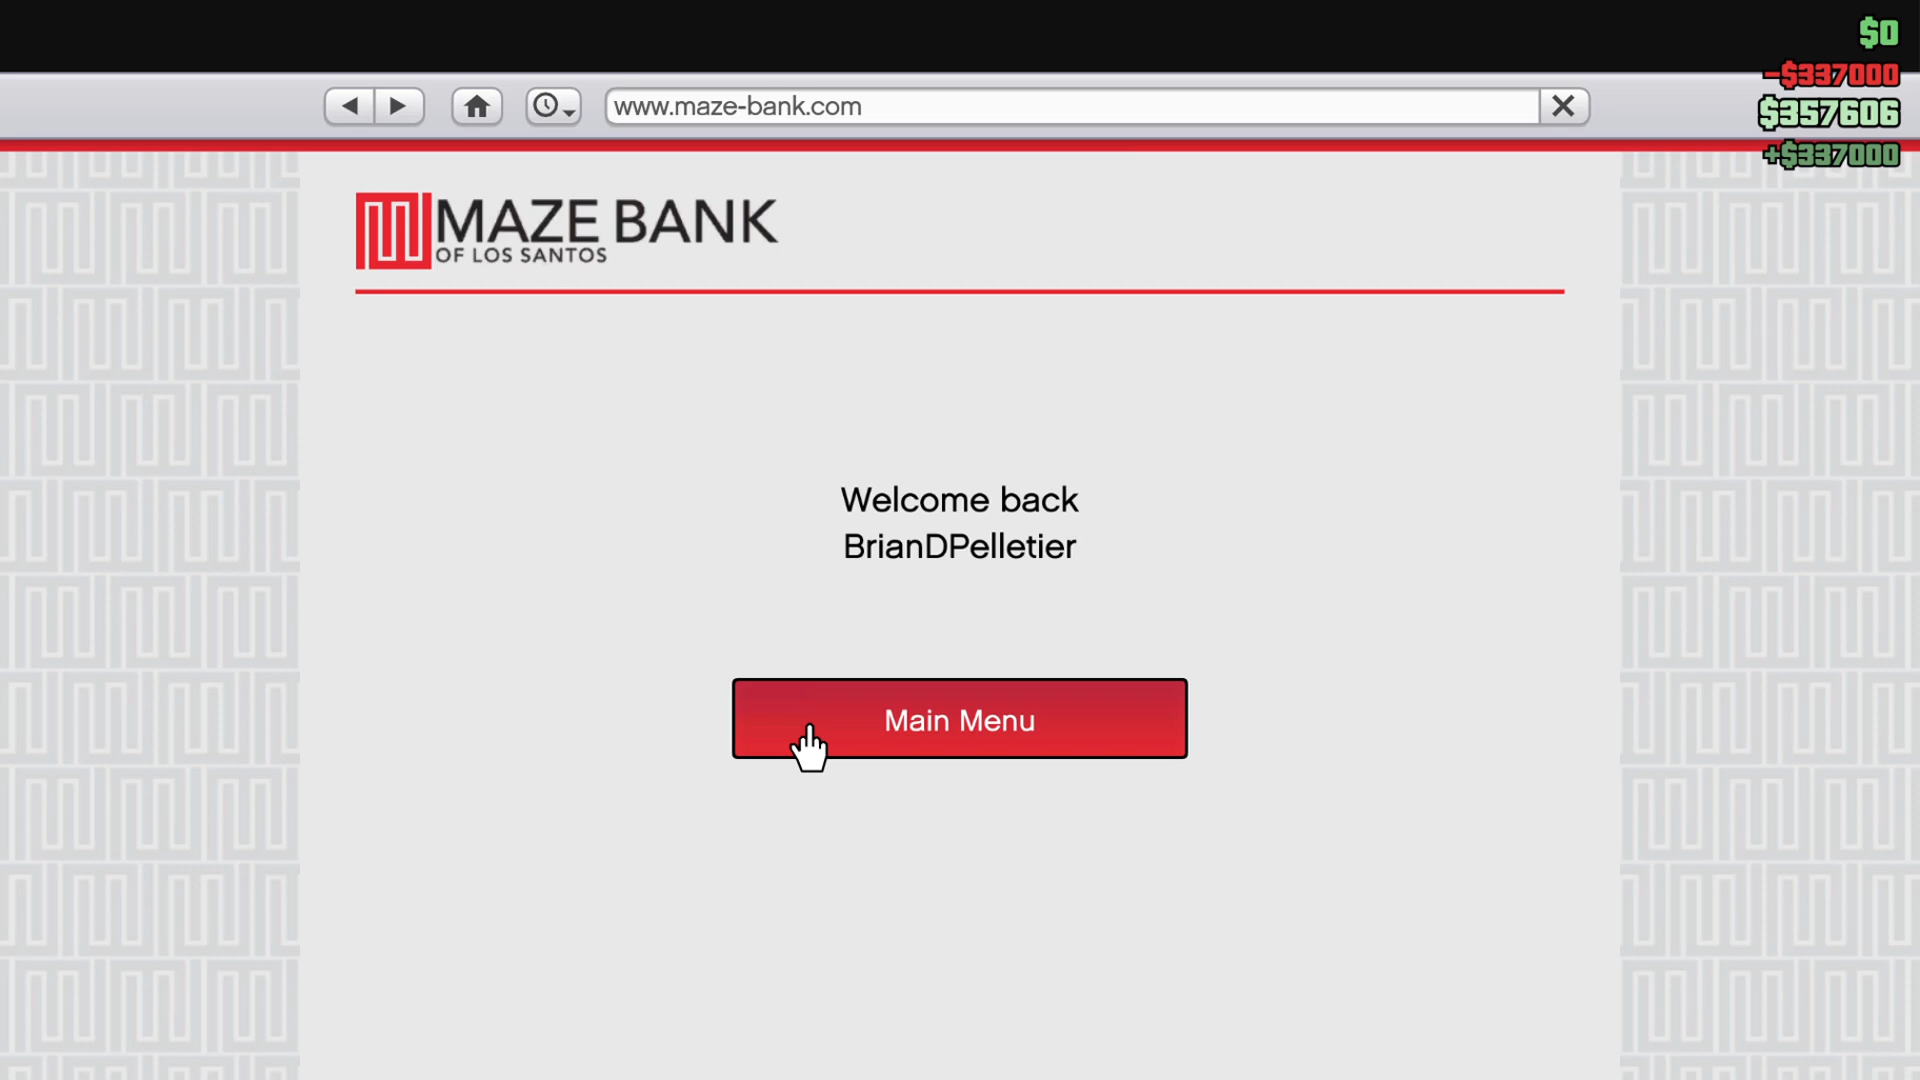 $0
-$337000
www.maze-bank.com
$357606
+$337000
MAZE BANK
OF LOS SANTOS
Welcome back
BrianDPelletier
Main Menu